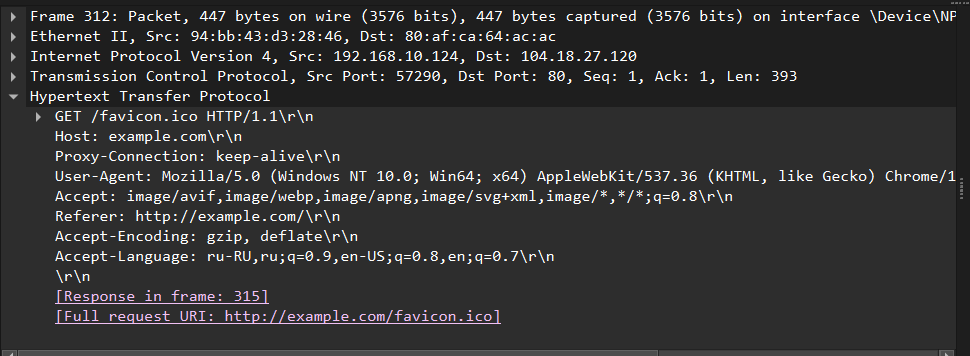 Frame 312: Packet, 447 bytes on wire (3576 bits), 447 bytes captured (3576 bits) on interface \Device\NP
Ethernet II, Src: 94:bb:43:d3:28:46, Dst: 80:af:ca:64:ac:ac
Internet Protocol Version 4, Src: 192.168.10.124, Dst: 104.18.27.120
Transmission Control Protocol, Src Port: 57290, Dst Port: 80, Seq: 1, Ack: 1, Len: 393
Hypertext Transfer Protocol
GET /favicon.ico HTTP/1.1\r\n
Host: example.com\r\n
Proxy-Connection: keep-alive\r\n
User-Agent: Mozilla/5.0 (Windows NT 10.0; Win64; x64) AppleWebKit/537.36 (KHTML, like Gecko) Chrome/1
Accept: image/avif,image/webp,image/apng,image/svg+xml,image/*,*/*;q=0.8\r\n
Referer: http://example.com/\r\n
Accept-Encoding: gzip, deflate\r\n
Accept-Language: ru-RU,ru;q=0.9,en-US;q=0.8,en;q=0.7\r\n
\r\n
[Response in frame: 315]
[Full request URI: http://example.com/favicon.ico]